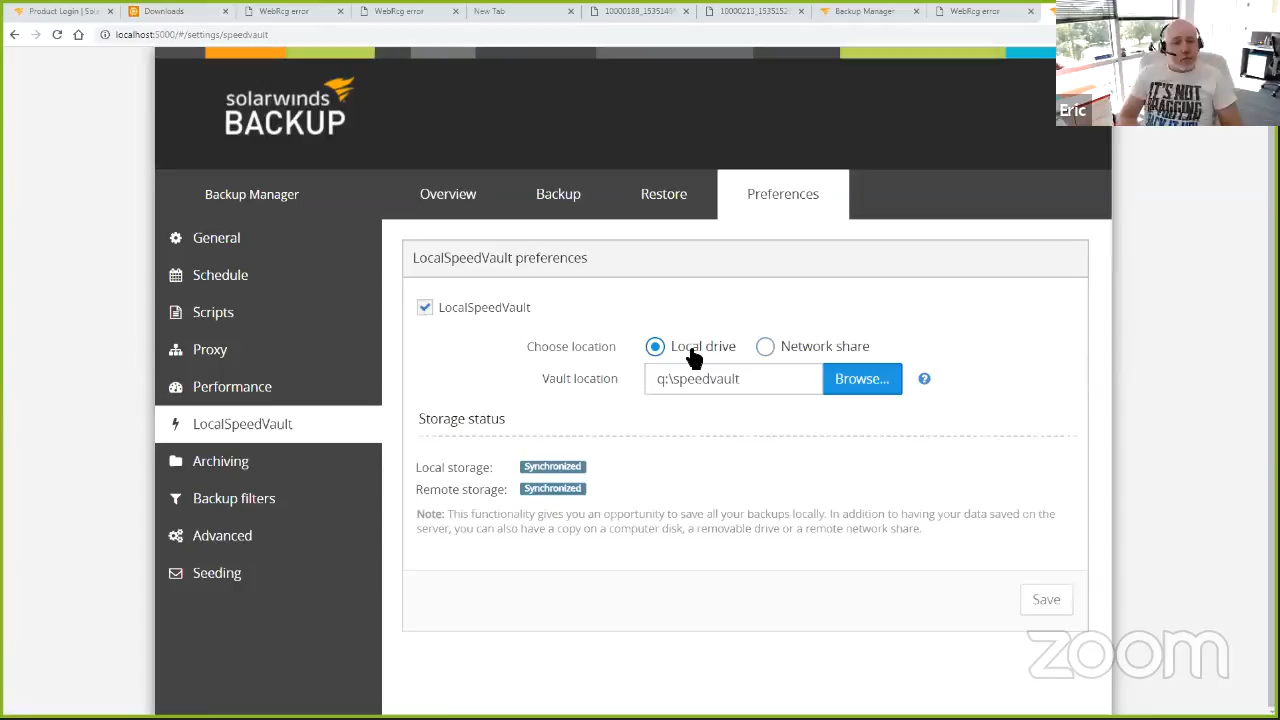 Product Login | Sola
Downloads
WebRcg error
WebRcg error
New Tab
10000188_1535149
10000213_1535152
Backup Manager
WebRcg error
localhost:5000/#/settings/speedvault
solarwinds
BACKUP
Eric
IT'S NOT
Backup Manager
Overview
Backup
Restore
Preferences
General
Schedule
Scripts
Proxy
Performance
LocalSpeedVault
Archiving
Backup filters
Advanced
Seeding
LocalSpeedVault preferences
LocalSpeedVault
Choose location
Local drive
Network share
Vault location
q:\speedvault
Browse...
?
Storage status
Local storage:
Synchronized
Remote storage:
Synchronized
Note: This functionality gives you an opportunity to save all your backups locally. In addition to having your data saved on the
server, you can also have a copy on a computer disk, a removable drive or a remote network share.
Save
zoom